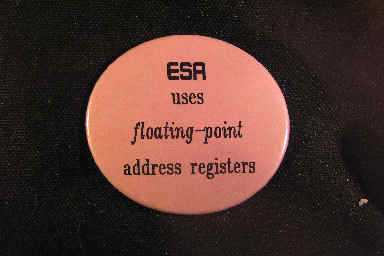 ESA
uses
floating-point
address registers